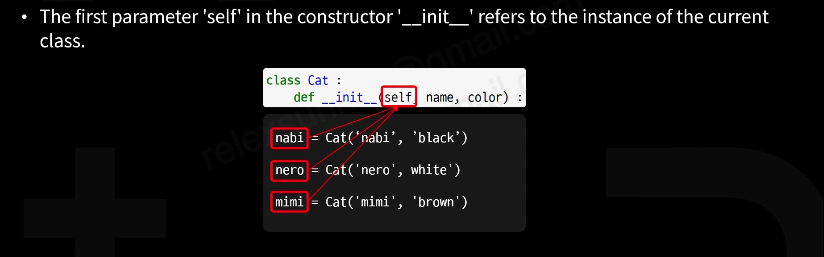 • The first parameter 'self' in the constructor '__init__' refers to the instance of the current
class.
class Cat :
def __init__(self, name, color) :
nabi = Cat(‘nabi’, ’black’)
nero = Cat('nero', white')
mimi = Cat('mimi', 'brown')